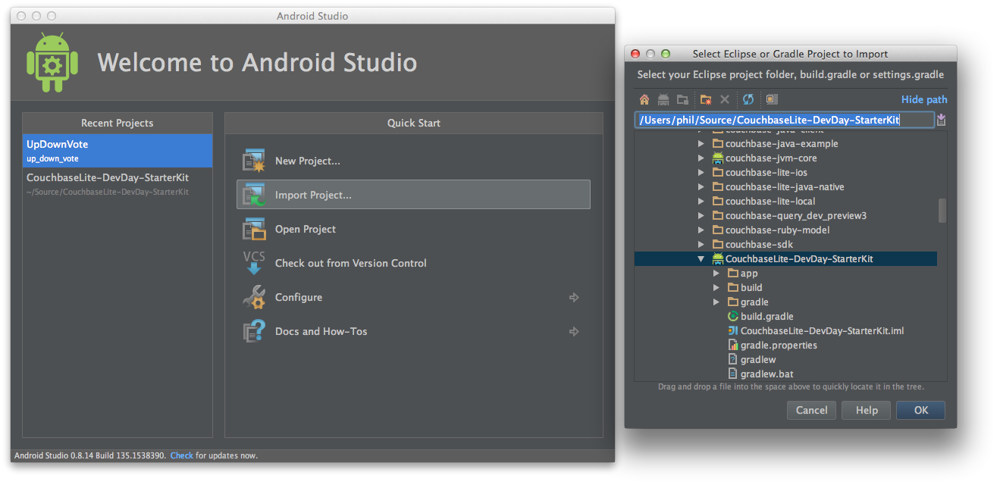 Android Studio
Welcome to Android Studio
Recent Projects
UpDownVote
up_down_vote
CouchbaseLite-DevDay-StarterKit
~/Source/CouchbaseLite-DevDay-StarterKit
Quick Start
New Project...
Import Project...
Open Project
VCS
Check out from Version Control
Configure
Docs and How-Tos
Android Studio 0.8.14 Build 135.1538390. Check for updates now.
Select Eclipse or Gradle Project to Import
Select your Eclipse project folder, build.gradle or settings.gradle
Hide path
/Users/phil/Source/CouchbaseLite-DevDay-StarterKit
couchbase-java-client
couchbase-java-example
couchbase-jvm-core
couchbase-lite-ios
couchbase-lite-java-native
couchbase-lite-local
couchbase-query_dev_preview3
couchbase-ruby-model
couchbase-sdk
CouchbaseLite-DevDay-StarterKit
app
build
gradle
build.gradle
CouchbaseLite-DevDay-StarterKit.iml
gradle.properties
gradlew
gradlew.bat
Drag and drop a file into the space above to quickly locate it in the tree.
Cancel
Help
OK